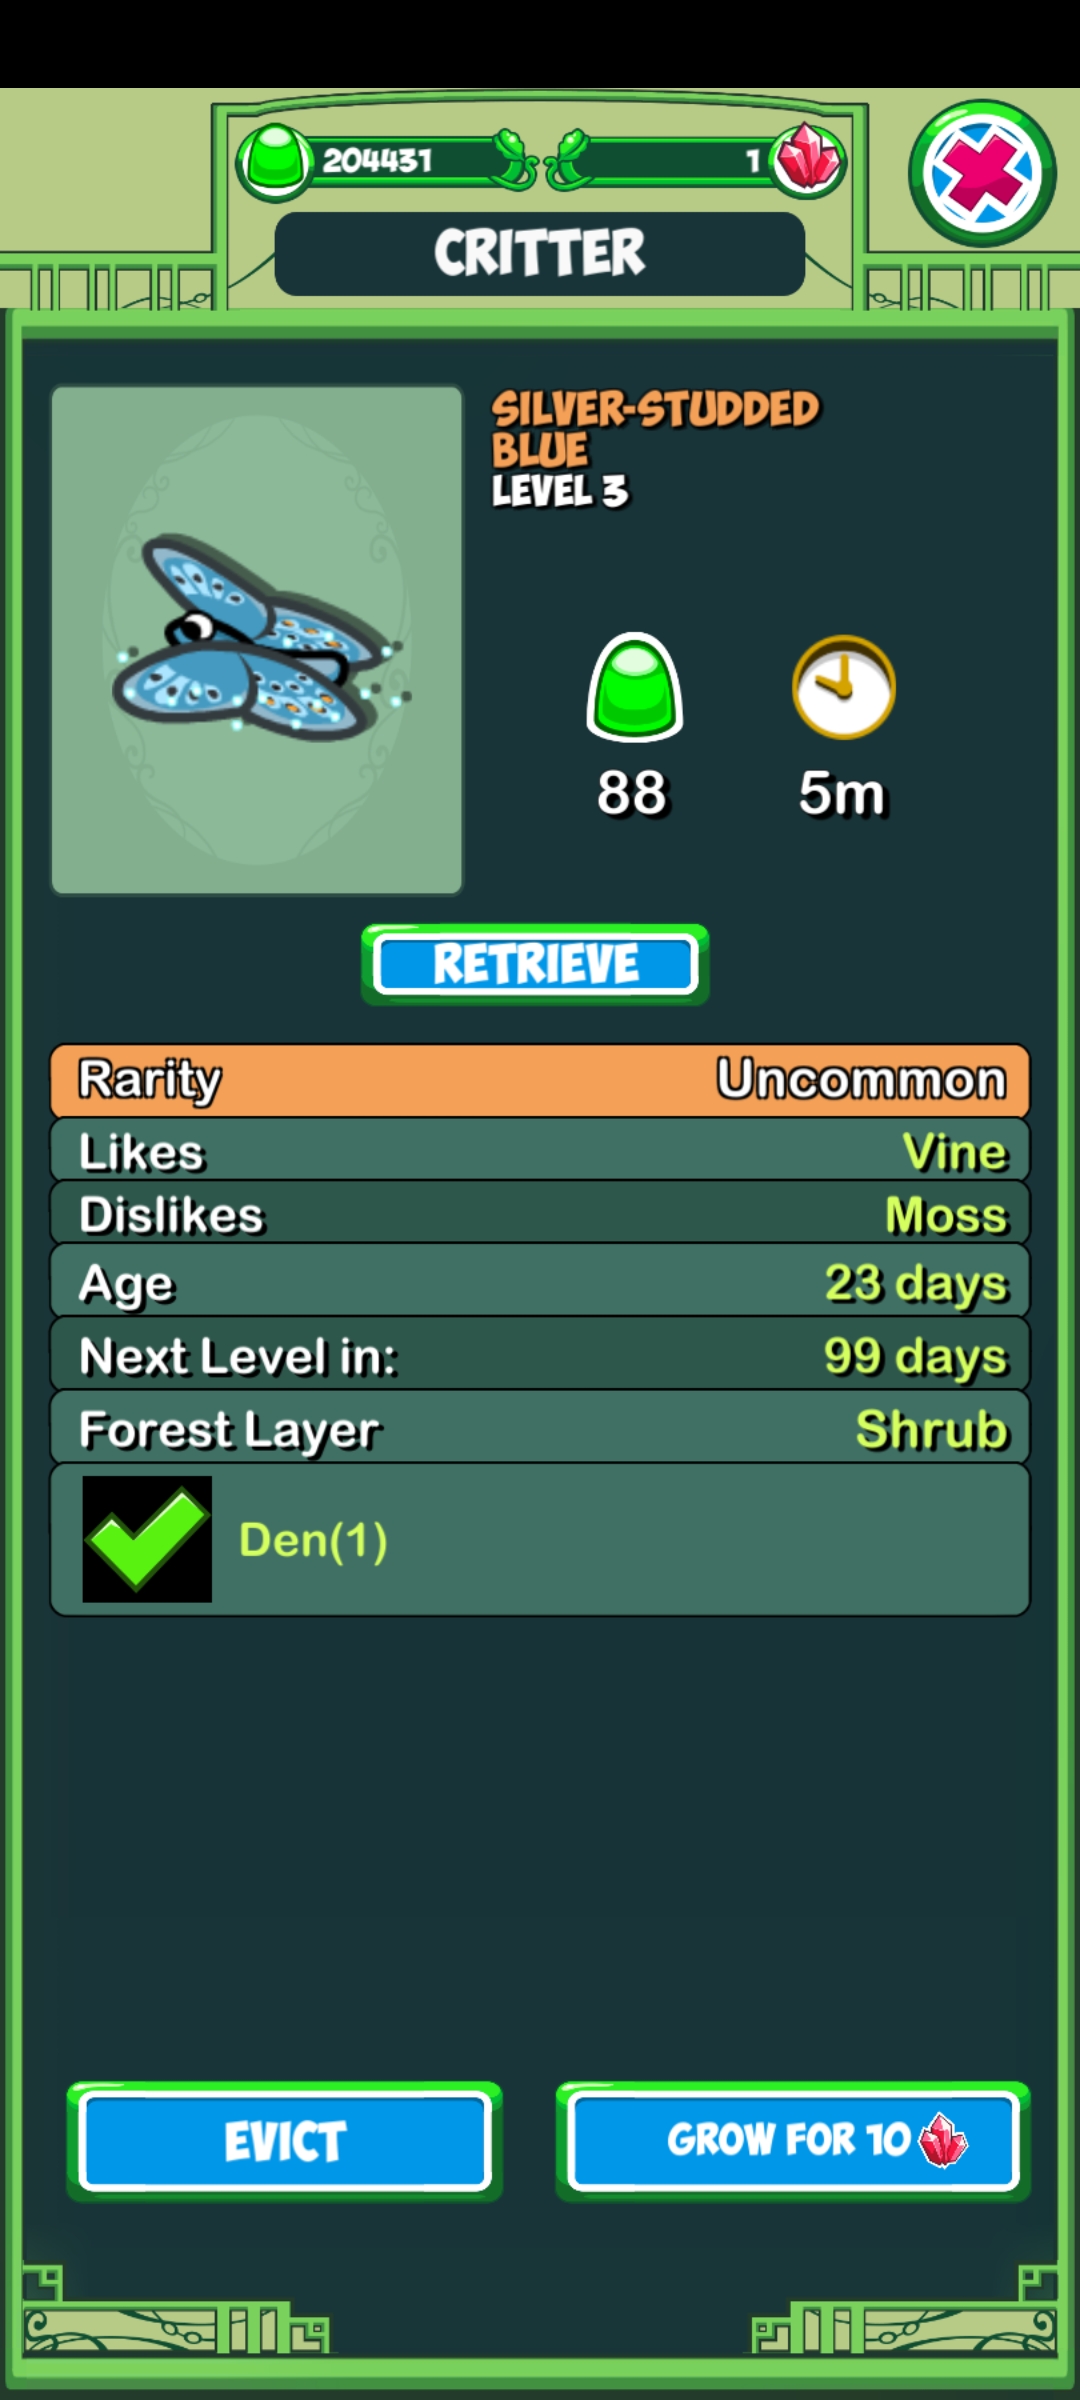 204431
1
CRITTER
SILVER-STUDDED
BLUE
LEVEL 3
88
5m
RETRIEVE
Rarity Uncommon
Likes Vine
Dislikes Moss
Age 23 days
Next Level in: 99 days
Forest Layer Shrub
Den(1)
EVICT
GROW FOR 10